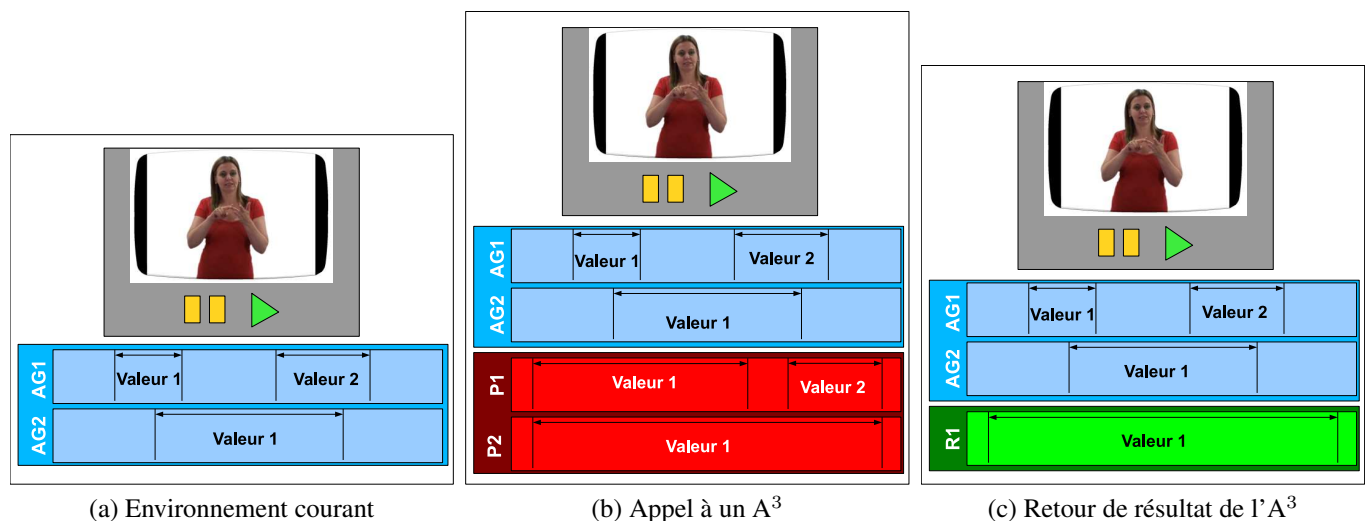 AG1
Valeur 1
Valeur 2
AG2
Valeur 1
(a) Environnement courant
AG1
Valeur 1
Valeur 2
AG2
Valeur 1
P1
Valeur 1
Valeur 2
P2
Valeur 1
(b) Appel à un A³
AG1
Valeur 1
Valeur 2
AG2
Valeur 1
R1
Valeur 1
(c) Retour de résultat de l'A³